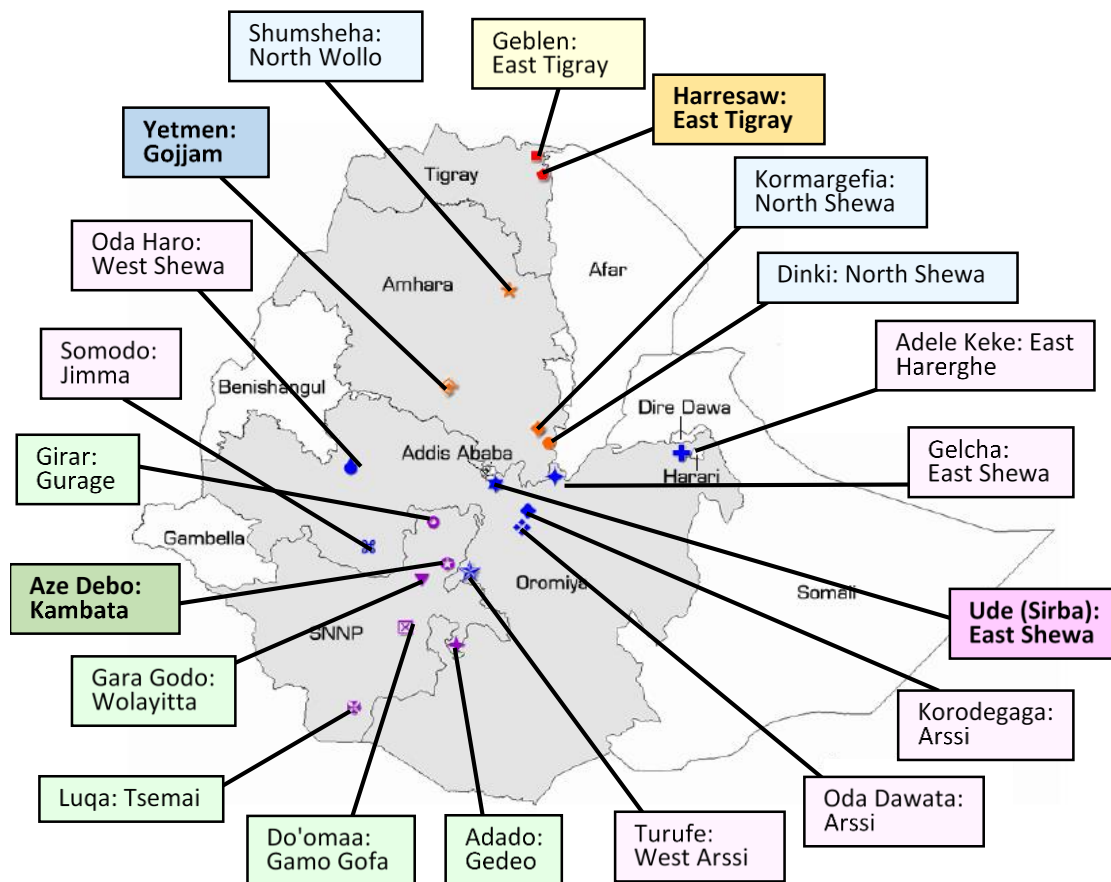 Shumsheha:
North Wollo
Geblen:
East Tigray
Harresaw:
East Tigray
Yetmen:
Gojjam
Tigray
Kormargefia:
North Shewa
Oda Haro:
West Shewa
Afar
Amhara
Dinki: North Shewa
Somodo:
Jimma
Adele Keke: East
Harerghe
Benishangul
Dire Dawa
Girar:
Gurage
Addis Ababa
Harari
Gelcha:
East Shewa
Gambella
Aze Debo:
Kambata
Oromiya
Somali
Ude (Sirba):
East Shewa
SNNP
Gara Godo:
Wolayitta
Korodegaga:
Arssi
Luqa: Tsemai
Do'omaa:
Gamo Gofa
Adado:
Gedeo
Turufe:
West Arssi
Oda Dawata:
Arssi